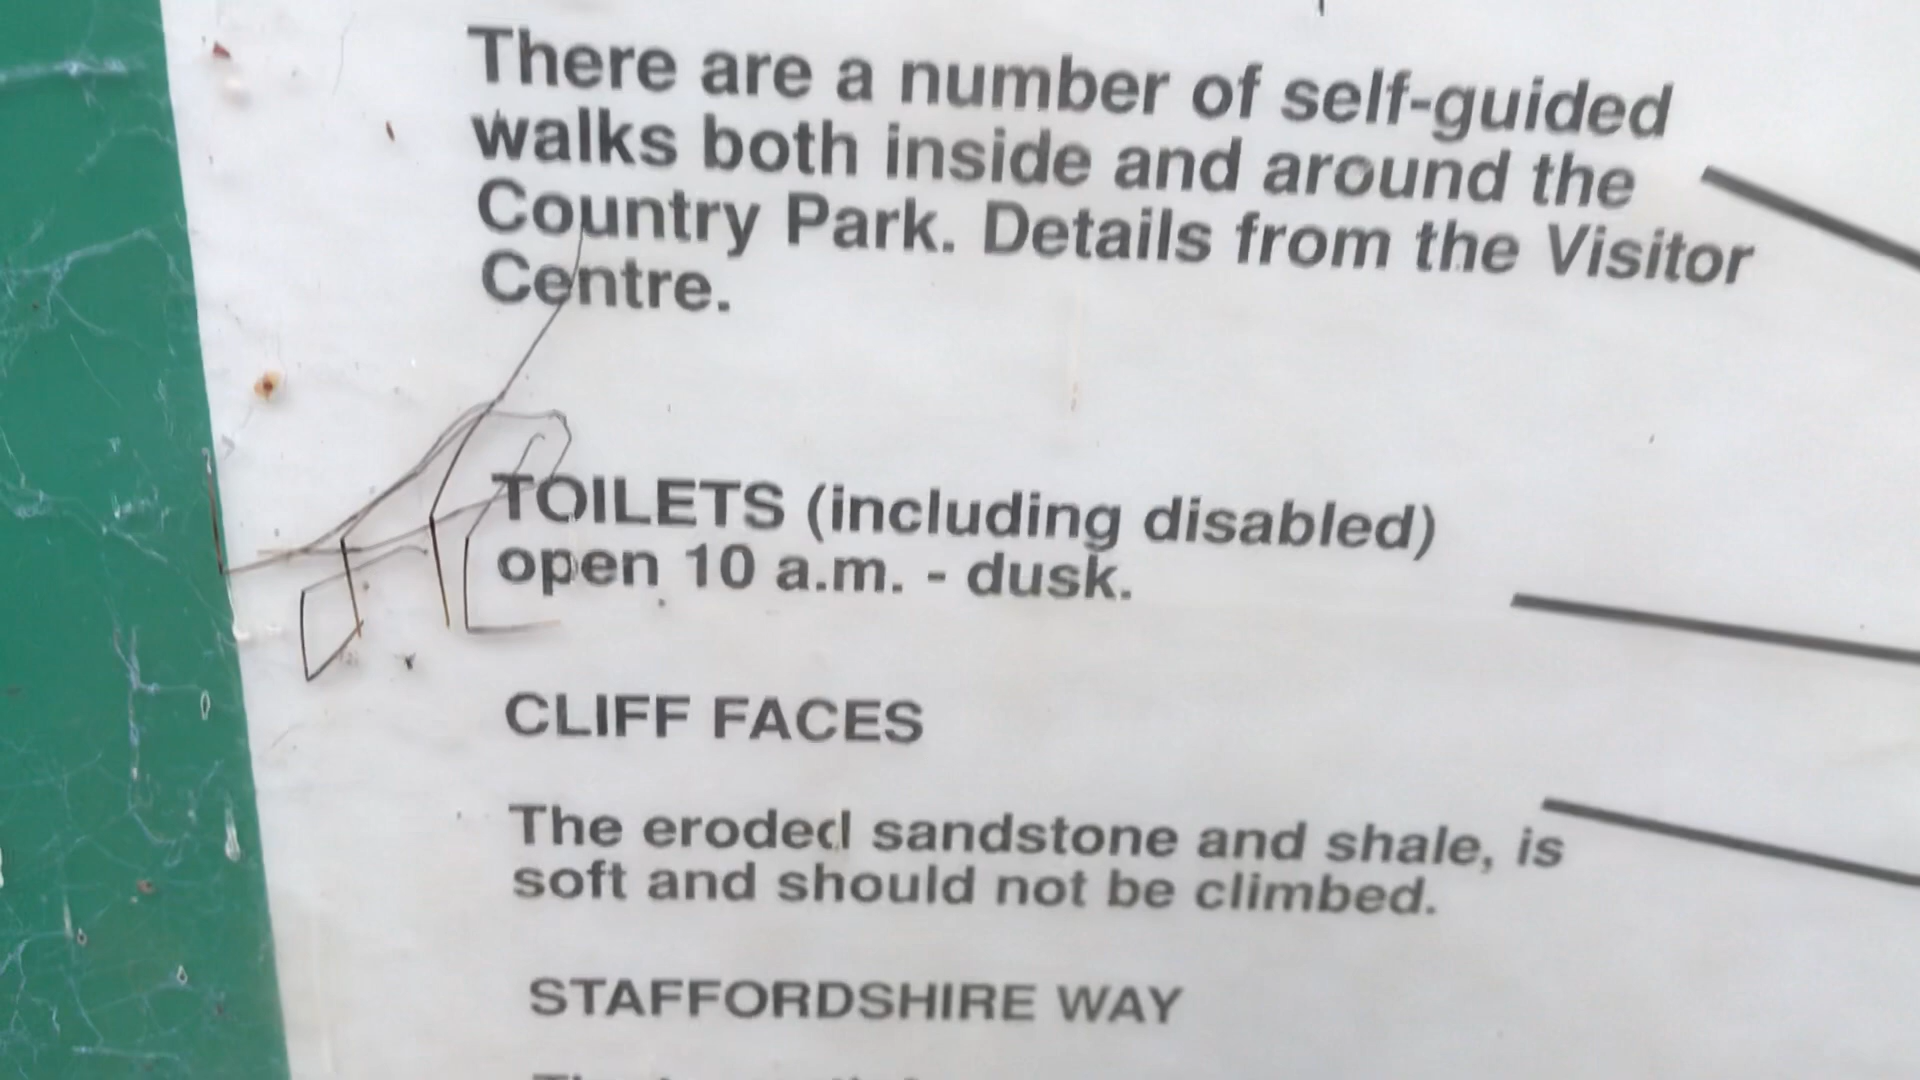 There are a number of self-guided
walks both inside and around the
Country Park. Details from the Visitor
Centre.
TOILETS (including disabled)
open 10 a.m. - dusk.
CLIFF FACES
The eroded sandstone and shale, is
soft and should not be climbed.
STAFFORDSHIRE WAY